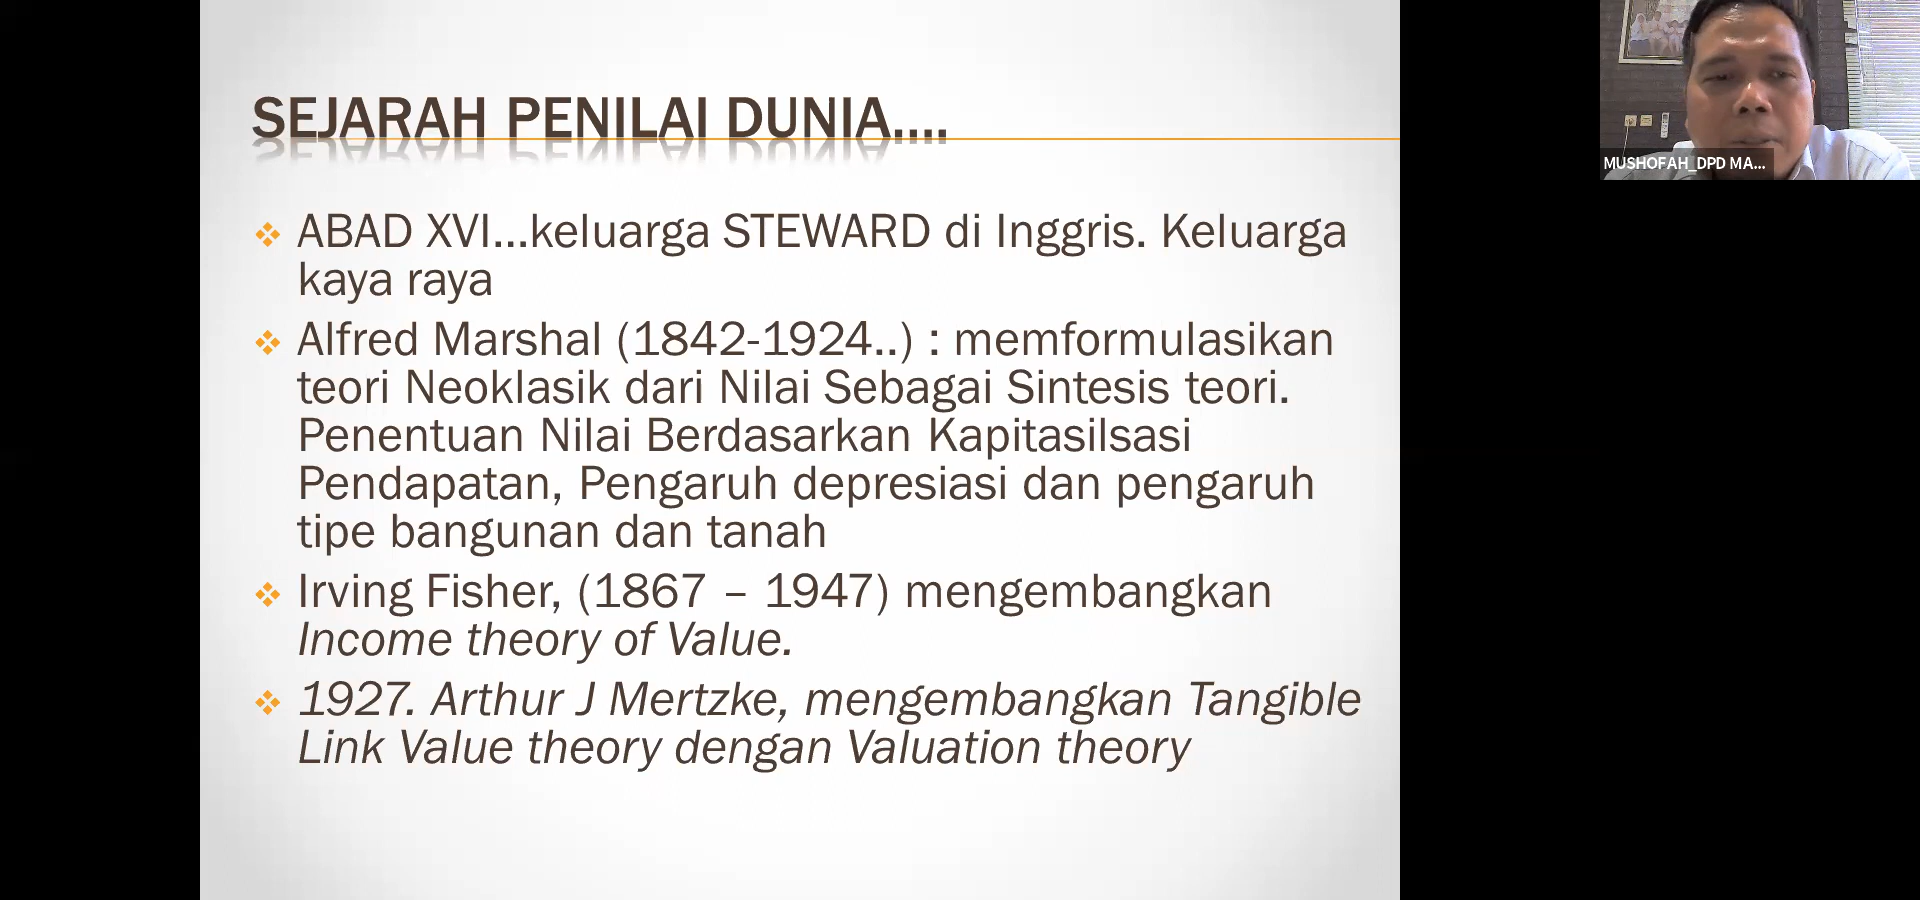 SEJARAH PENILAI DUNIA....
ABAD XVI...keluarga STEWARD di Inggris. Keluarga
kaya raya
Alfred Marshal (1842-1924..) : memformulasikan
teori Neoklasik dari Nilai Sebagai Sintesis teori.
Penentuan Nilai Berdasarkan Kapitasilsasi
Pendapatan, Pengaruh depresiasi dan pengaruh
tipe bangunan dan tanah
Irving Fisher, (1867 – 1947) mengembangkan
Income theory of Value.
1927. Arthur J Mertzke, mengembangkan Tangible
Link Value theory dengan Valuation theory
MUSHOFAH_DPD MA...